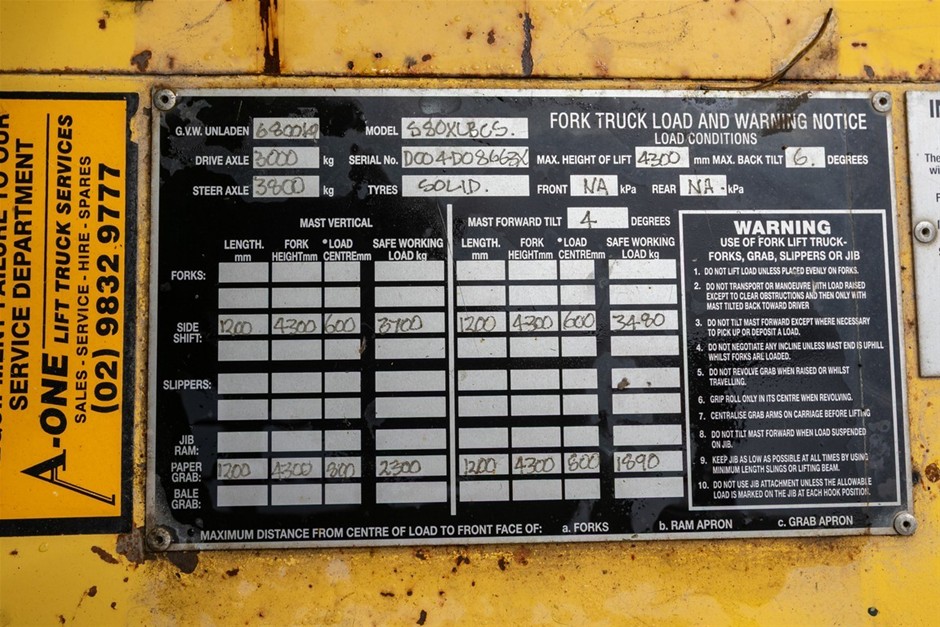 SERVICE DEPARTMENT
A-ONE LIFT TRUCK SERVICES
SALES-SERVICE-HIRE-SPARES
(02) 9832 9777
FORK TRUCK LOAD AND WARNING NOTICE
LOAD CONDITIONS
G.V.W. UNLADEN 6800kg MODEL
DRIVE AXLE 3000 kg SERIAL No. MAX. HEIGHT OF LIFT 4300 mm MAX. BACK TILT 6. DEGREES
STEER AXLE 3800 kg TYRES SOLID. FRONT NA kPa REAR NA. kPa
MAST VERTICAL MAST FORWARD TILT 4 DEGREES
LENGTH. mm FORK HEIGHTmm *LOAD CENTREmm SAFE WORKING LOAD kg LENGTH. mm FORK HEIGHTmm *LOAD CENTREmm SAFE WORKING LOAD kg
FORKS:
SIDE SHIFT: 1200 4300 600 3700 1200 4300 600 3480
SLIPPERS:
JIB RAM:
PAPER GRAB: 1200 4300 800 2300 1200 4300 800 1890
BALE GRAB:
MAXIMUM DISTANCE FROM CENTRE OF LOAD TO FRONT FACE OF: a. FORKS b. RAM APRON c. GRAB APRON
WARNING
USE OF FORK LIFT TRUCK-
FORKS, GRAB, SLIPPERS OR JIB
1. DO NOT LIFT LOAD UNLESS PLACED EVENLY ON FORKS.
2. DO NOT TRANSPORT OR MANOEUVRE WITH LOAD RAISED
EXCEPT TO CLEAR OBSTRUCTIONS AND THEN ONLY WITH
MAST TILTED BACK TOWARD DRIVER
3. DO NOT TILT MAST FORWARD EXCEPT WHERE NECESSARY
TO PICK UP OR DEPOSIT A LOAD.
4. DO NOT NEGOTIATE ANY INCLINE UNLESS MAST END IS UPHILL
WHILST FORKS ARE LOADED.
5. DO NOT REVOLVE GRAB WHEN RAISED OR WHILST
TRAVELLING.
6. GRIP ROLL ONLY IN ITS CENTRE WHEN REVOLVING.
7. CENTRALISE GRAB ARMS ON CARRIAGE BEFORE LIFTING
8. DO NOT TILT MAST FORWARD WHEN LOAD SUSPENDED
ON JIB.
9. KEEP JIB AS LOW AS POSSIBLE AT ALL TIMES BY USING
MINIMUM LENGTH SLINGS OR LIFTING BEAM.
10. DO NOT USE JIB ATTACHMENT UNLESS THE ALLOWABLE
LOAD IS MARKED ON THE JIB AT EACH HOOK POSITION.